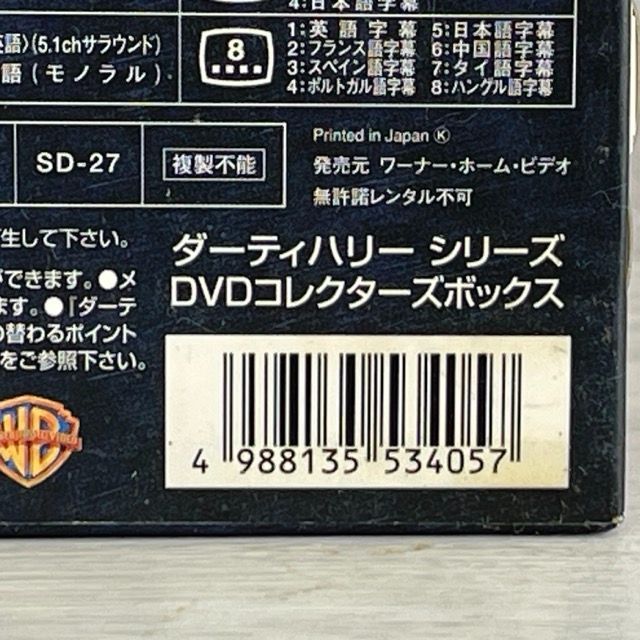 4:日本語
英語)(5.1chサラウンド)
語(モノラル)
8
1:英語字幕 5:日本語字幕
2:フランス語字幕 6:中国語字幕
3:スペイン語字幕 7:タイ語字幕
4:ポルトガル語字幕 8:ハングル語字幕
SD-27
複製不能
Printed in Japan Ⓚ
発売元 ワーナー・ホーム・ビデオ
無許諾レンタル不可
生して下さい。
ができます。●メ
ます。●『ダーテ
の替わるポイント
をご参照下さい。
ダーティハリー シリーズ
DVDコレクターズボックス
WB
4 988135 534057